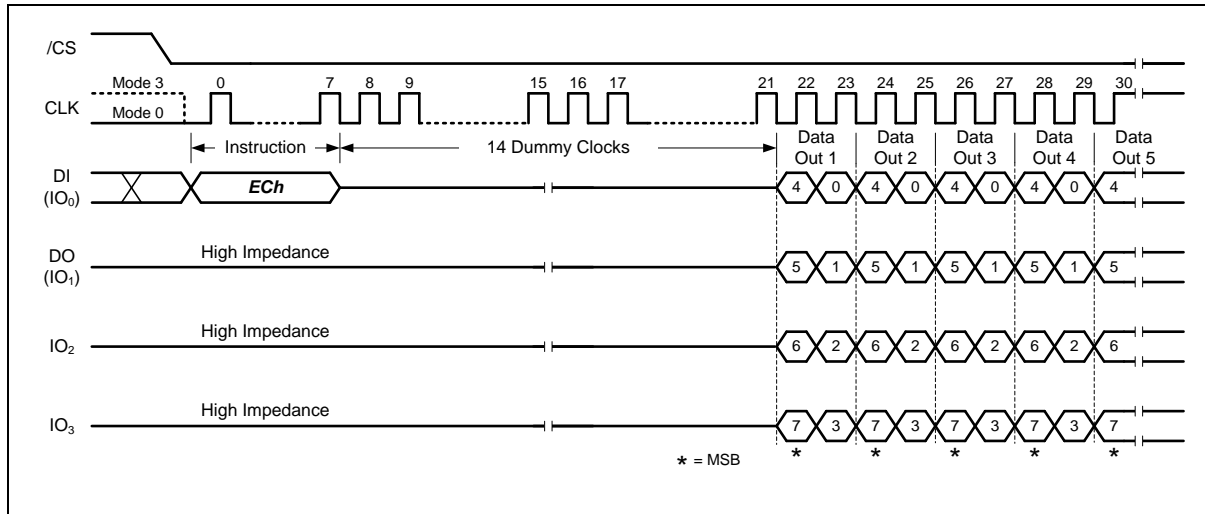 /CS
Mode 3 0 7 8 9 15 16 17 21 22 23 24 25 26 27 28 29 30
CLK
Mode 0
Instruction 14 Dummy Clocks Data Out 1 Data Out 2 Data Out 3 Data Out 4 Data Out 5
DI (IO0) ECh 4 0 4 0 4 0 4 0 4
DO (IO1) High Impedance 5 1 5 1 5 1 5 1 5
IO2 High Impedance 6 2 6 2 6 2 6 2 6
IO3 High Impedance 7 3 7 3 7 3 7 3 7
* * * * *
* = MSB